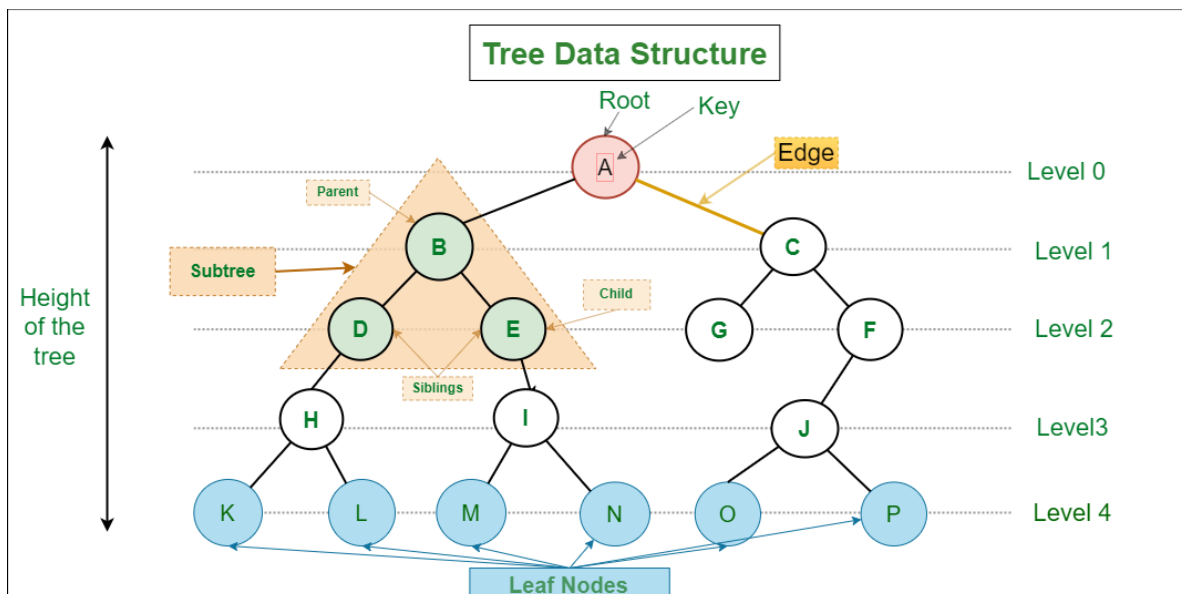 Tree Data Structure
Root
Key
A
Edge
Level 0
Parent
B
C
Level 1
Subtree
Height
of the
tree
Child
D
E
G
F
Level 2
Siblings
H
I
J
Level3
K
L
M
N
O
P
Level 4
Leaf Nodes